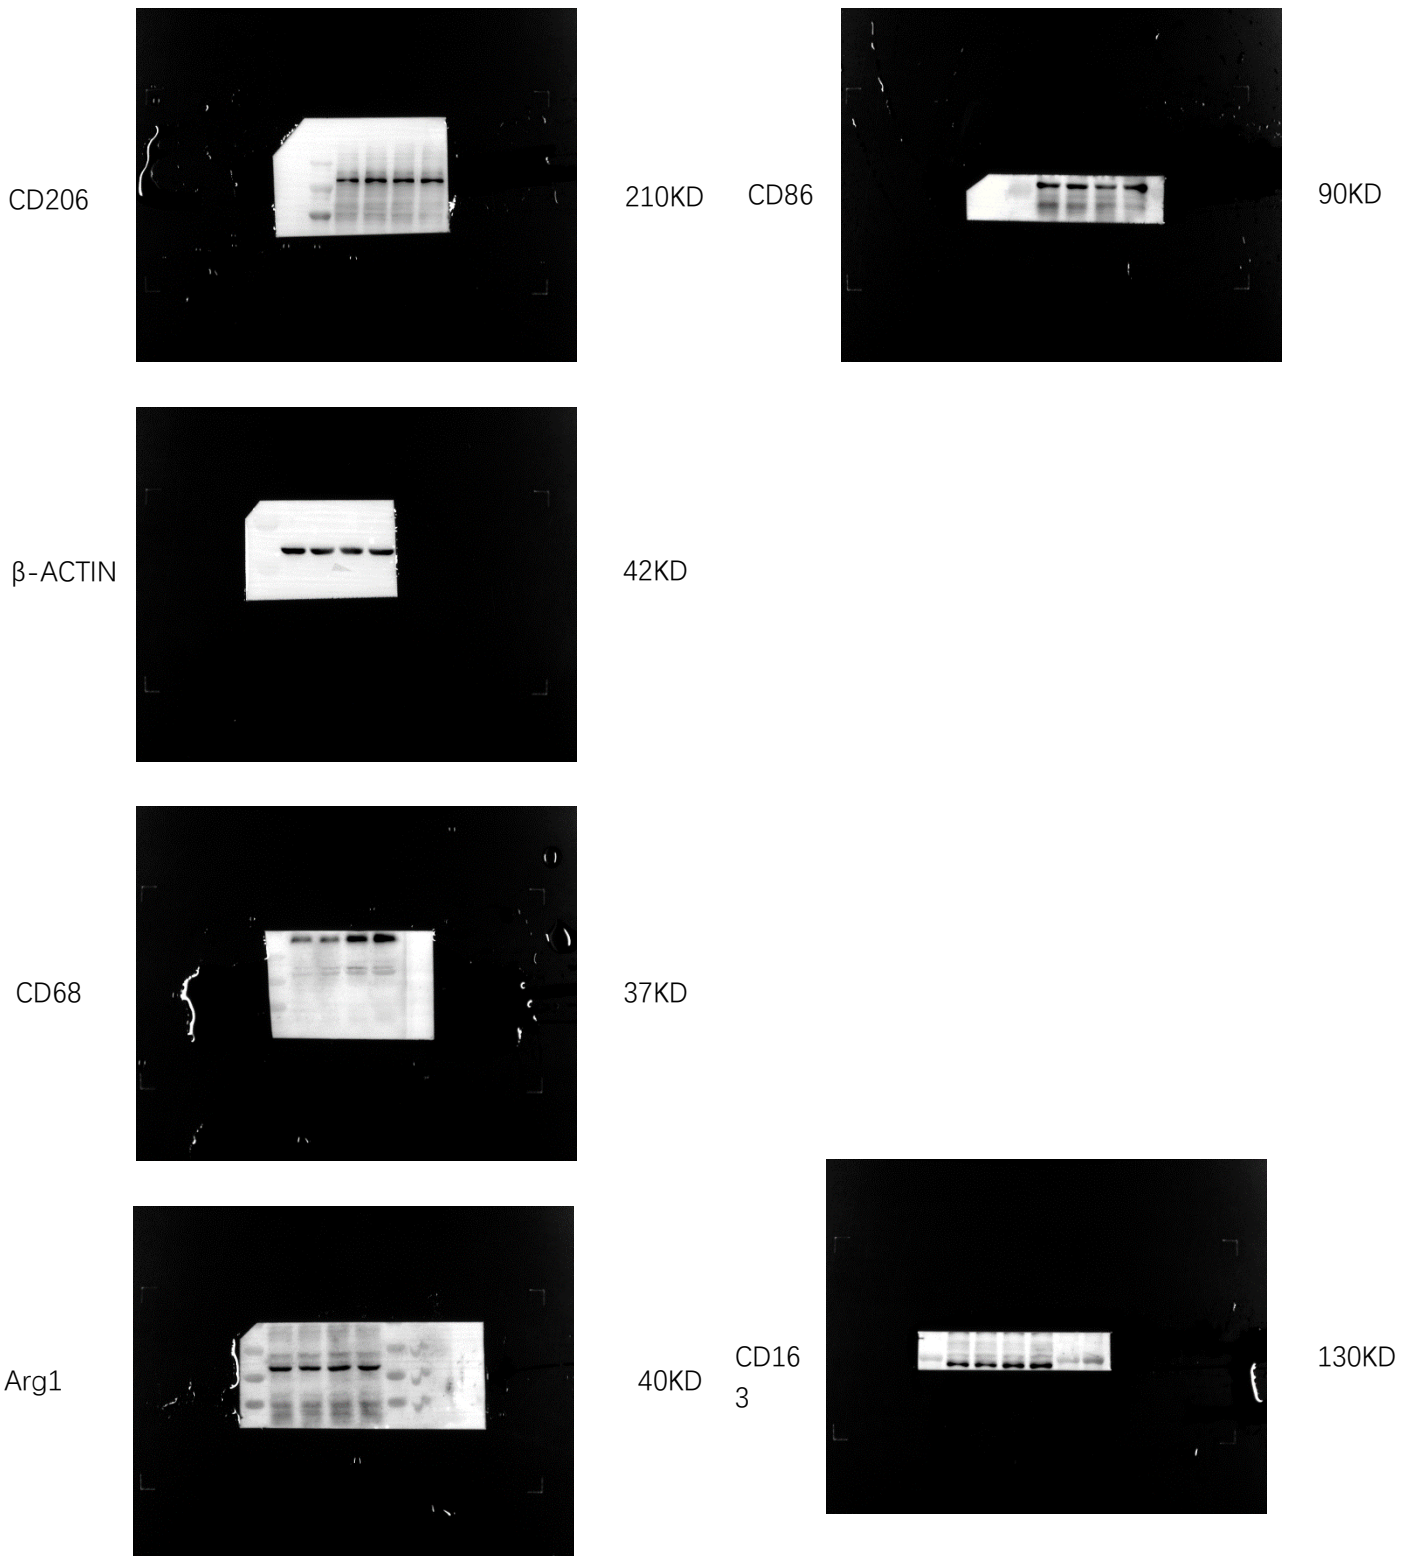 CD206
210KD
CD86
90KD
β-ACTIN
42KD
CD68
37KD
Arg1
40KD
CD16
3
130KD